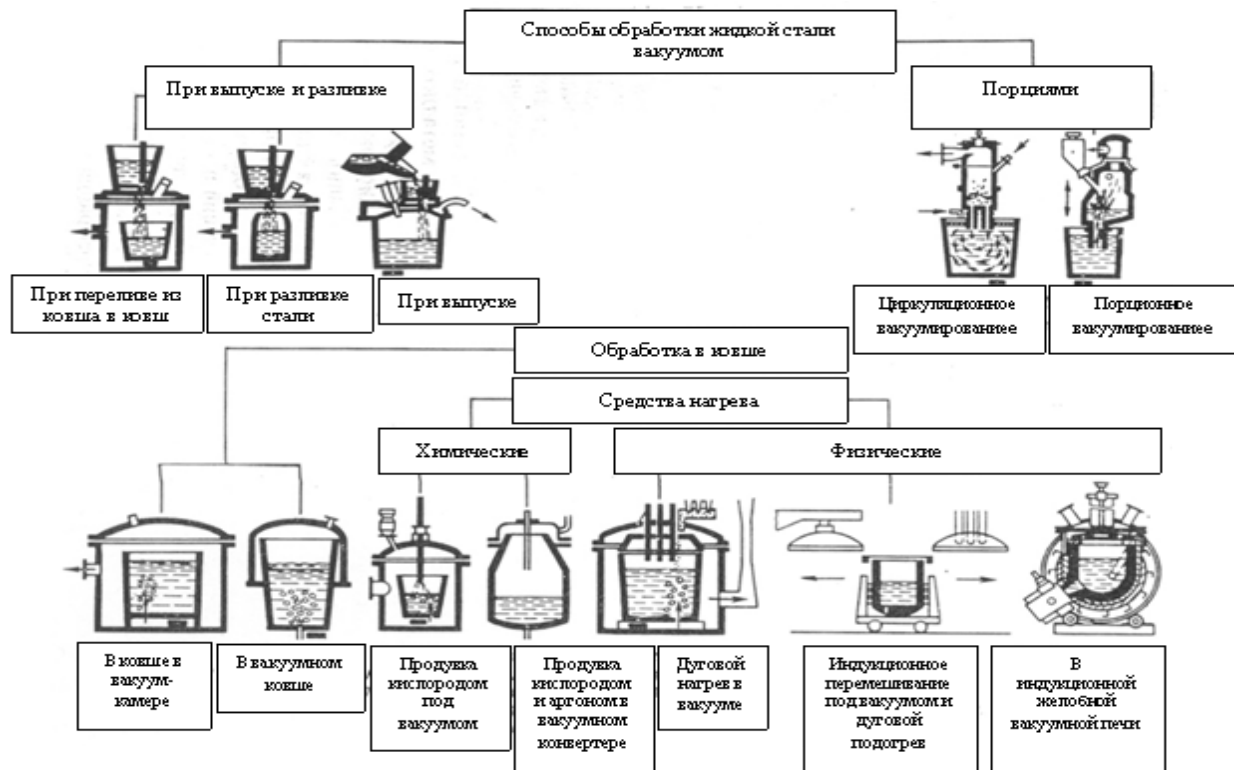 Способы обработки жидкой стали
вакуумом
При выпуске и разливке
Порциями
При переливе из
ковша в ковш
При разливке
стали
При выпуске
Циркуляционное
вакуумированиее
Порционное
вакуумированиее
Обработка в ковше
Средства нагрева
Химические
Физические
В ковше в
вакуум-
камере
В вакуумном
ковше
Продувка
кислородом
под
вакуумом
Продувка
кислородом
и аргоном в
вакуумном
конвертере
Дуговой
нагрев в
вакууме
Индукционное
перемешивание
под вакуумом и
дуговой
подогрев
В
индукционной
желобной
вакуумной печи